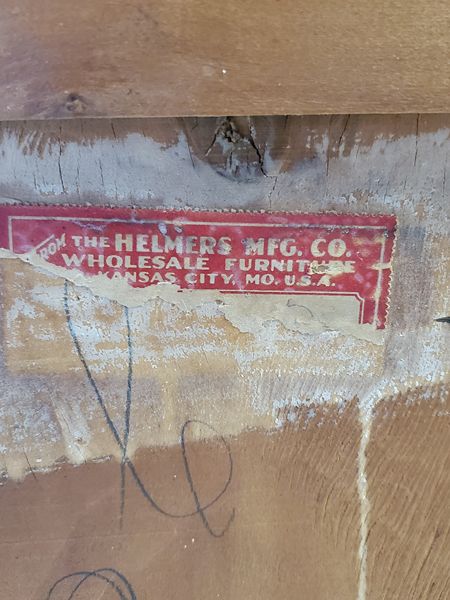 FROM THE HELMERS MFG. CO.
WHOLESALE FURNITURE
KANSAS CITY, MO. U.S.A.